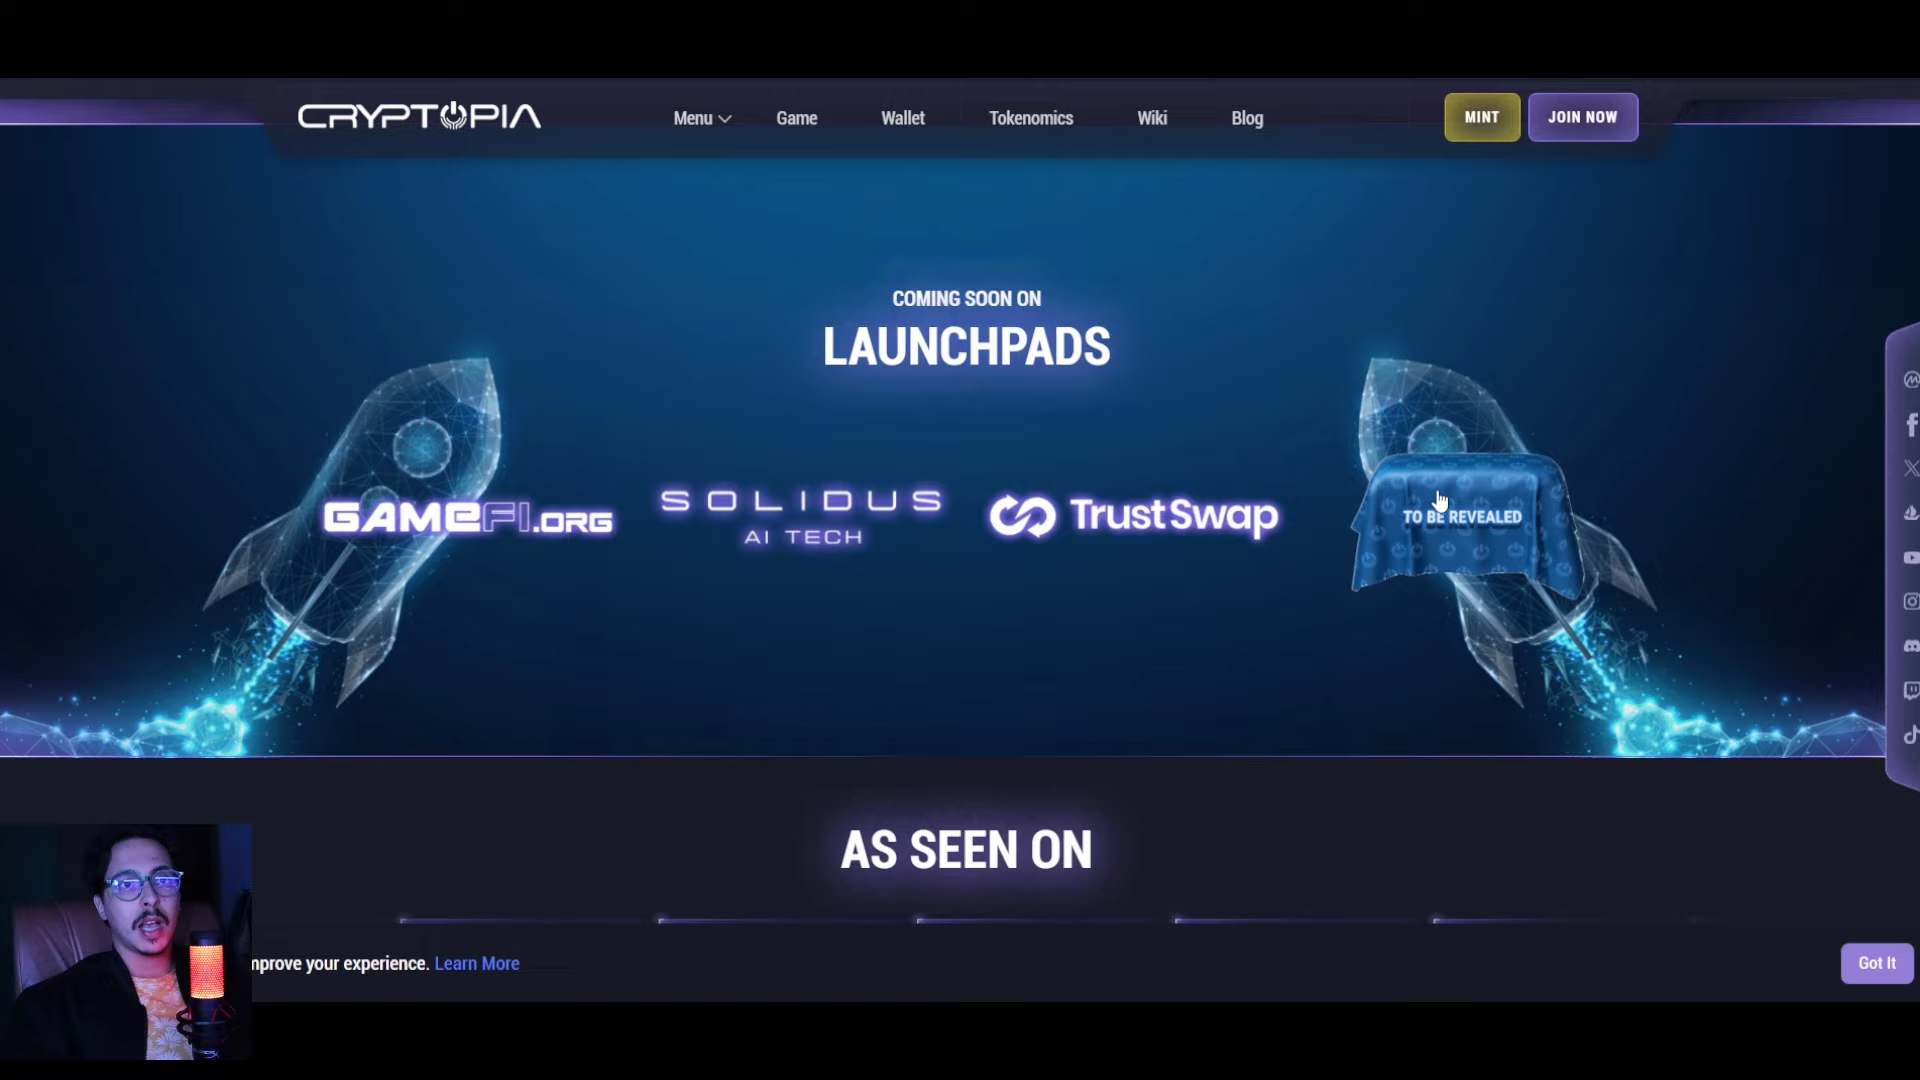 CRYPTOPIA
Menu
Game
Wallet
Tokenomics
Wiki
Blog
MINT
JOIN NOW
COMING SOON ON
LAUNCHPADS
GAMEFI.ORG
SOLIDUS
AI TECH
TrustSwap
TO BE REVEALED
AS SEEN ON
mprove your experience. Learn More
Got It